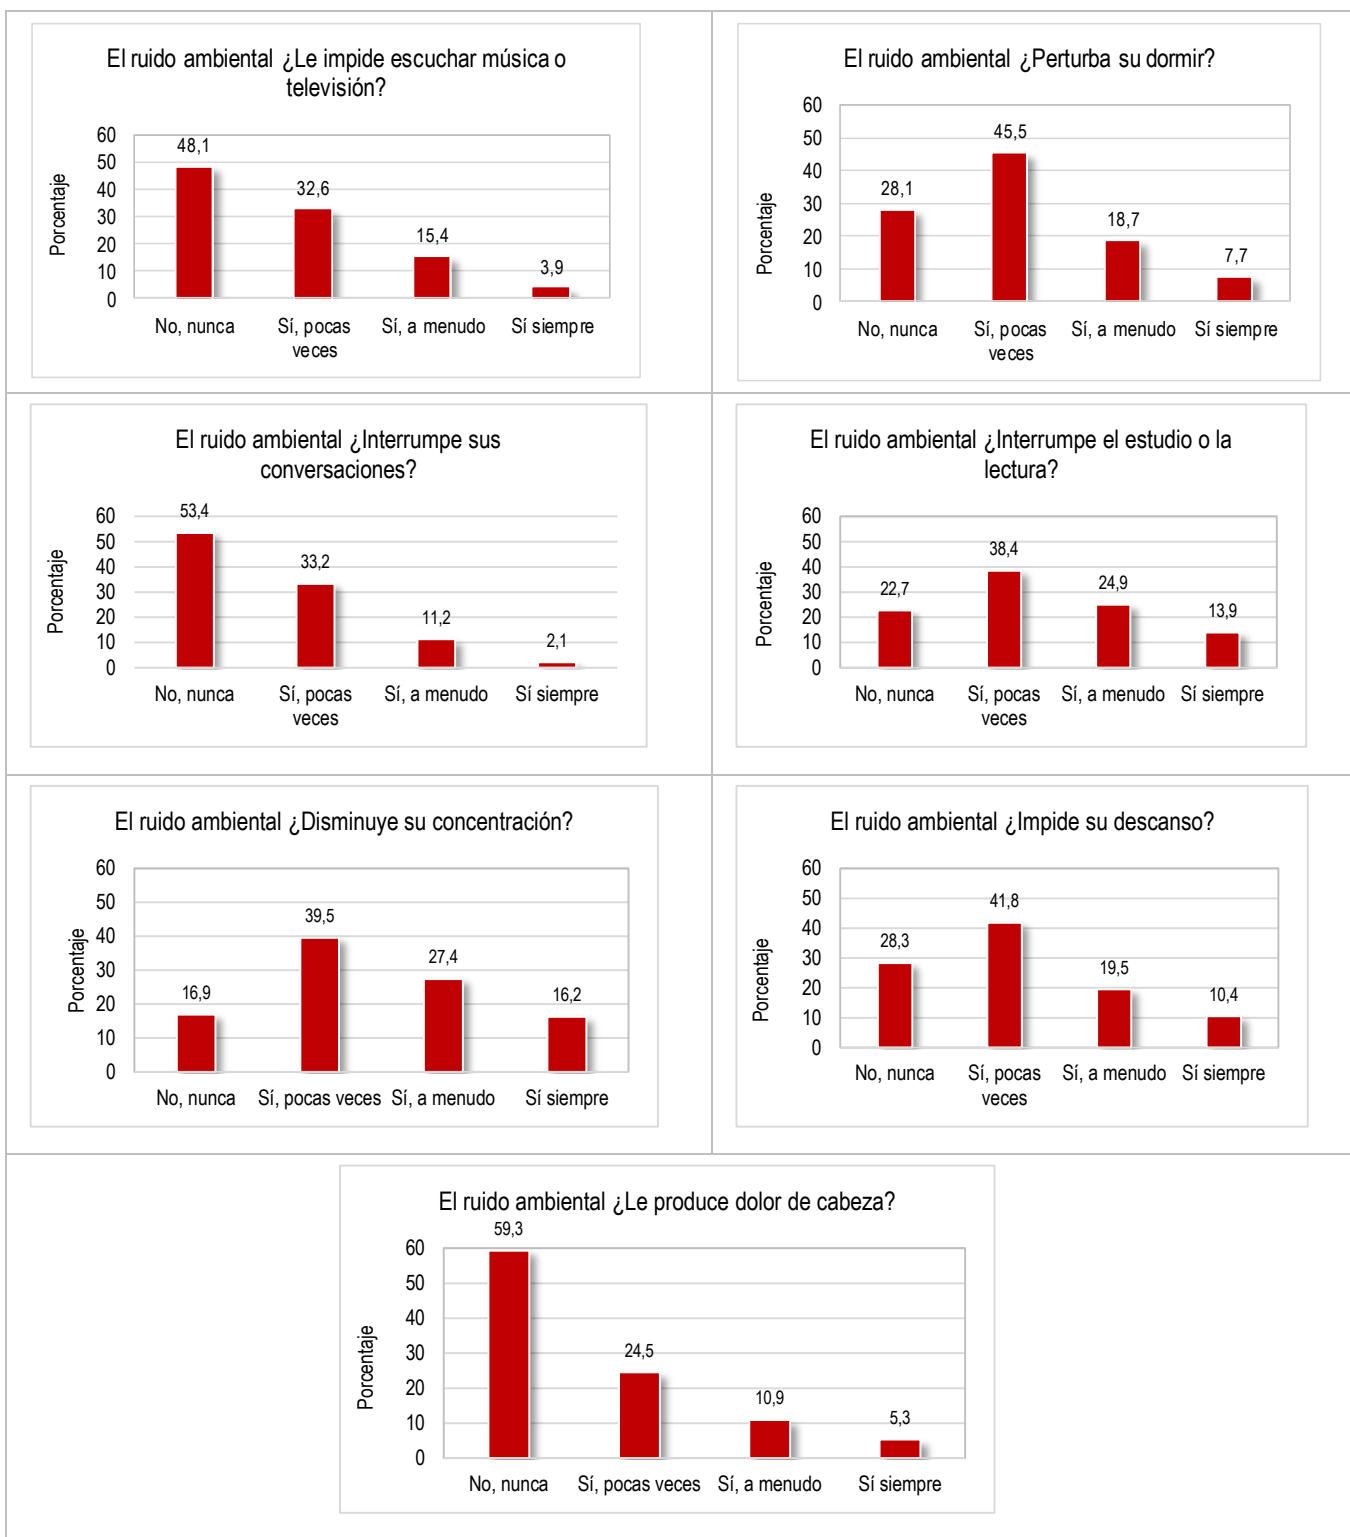 El ruido ambiental ¿Le impide escuchar música o
televisión?
Porcentaje
60
50
40
30
20
10
0
48,1
32,6
15,4
3,9
No, nunca
Sí, pocas
veces
Sí, a menudo
Sí siempre
El ruido ambiental ¿Perturba su dormir?
Porcentaje
60
50
40
30
20
10
0
28,1
45,5
18,7
7,7
No, nunca
Sí, pocas
veces
Sí, a menudo
Sí siempre
El ruido ambiental ¿Interrumpe sus
conversaciones?
Porcentaje
60
50
40
30
20
10
0
53,4
33,2
11,2
2,1
No, nunca
Sí, pocas
veces
Sí, a menudo
Sí siempre
El ruido ambiental ¿Interrumpe el estudio o la
lectura?
Porcentaje
60
50
40
30
20
10
0
22,7
38,4
24,9
13,9
No, nunca
Sí, pocas
veces
Sí, a menudo
Sí siempre
El ruido ambiental ¿Disminuye su concentración?
Porcentaje
60
50
40
30
20
10
0
16,9
39,5
27,4
16,2
No, nunca
Sí, pocas veces
Sí, a menudo
Sí siempre
El ruido ambiental ¿Impide su descanso?
Porcentaje
60
50
40
30
20
10
0
28,3
41,8
19,5
10,4
No, nunca
Sí, pocas
veces
Sí, a menudo
Sí siempre
El ruido ambiental ¿Le produce dolor de cabeza?
Porcentaje
60
50
40
30
20
10
0
59,3
24,5
10,9
5,3
No, nunca
Sí, pocas veces
Sí, a menudo
Sí siempre